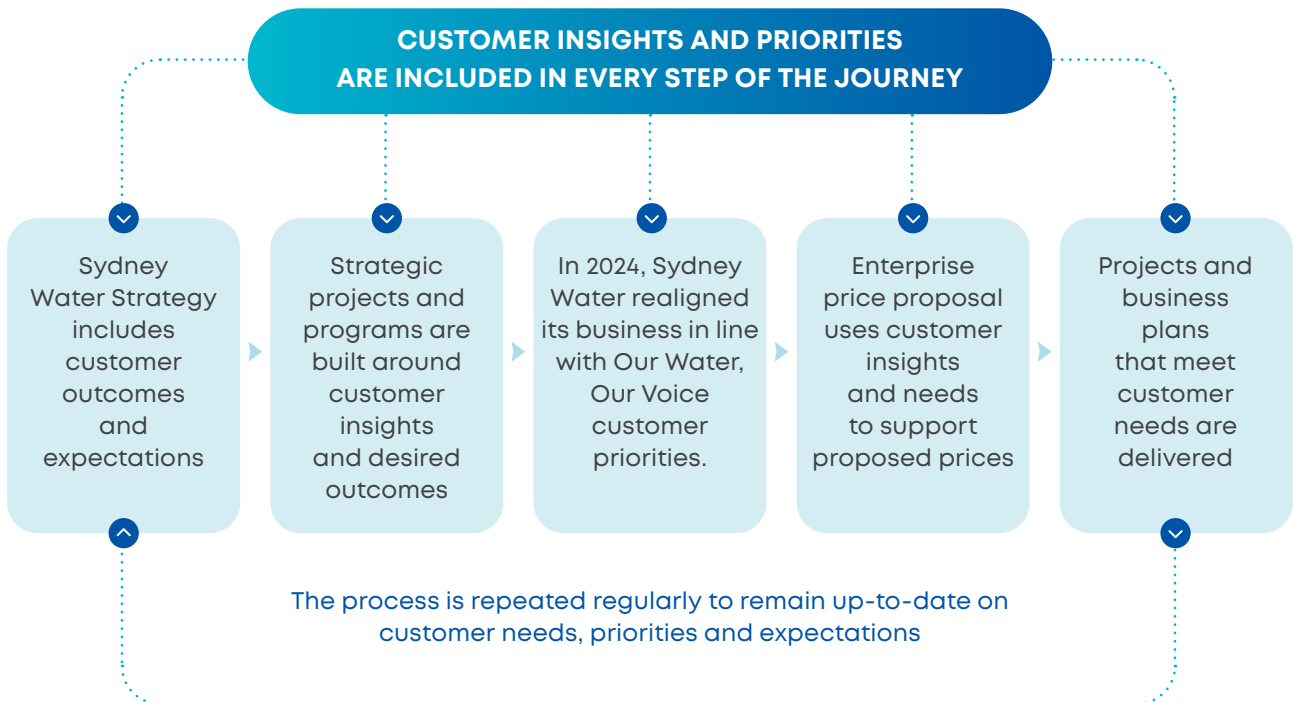 CUSTOMER INSIGHTS AND PRIORITIES
ARE INCLUDED IN EVERY STEP OF THE JOURNEY
Sydney
Water Strategy
includes
customer
outcomes
and
expectations
Strategic
projects and
programs are
built around
customer
insights
and desired
outcomes
In 2024, Sydney
Water realigned
its business in line
with Our Water,
Our Voice
customer
priorities.
Enterprise
price proposal
uses customer
insights
and needs
to support
proposed prices
Projects and
business
plans
that meet
customer
needs are
delivered
The process is repeated regularly to remain up-to-date on
customer needs, priorities and expectations